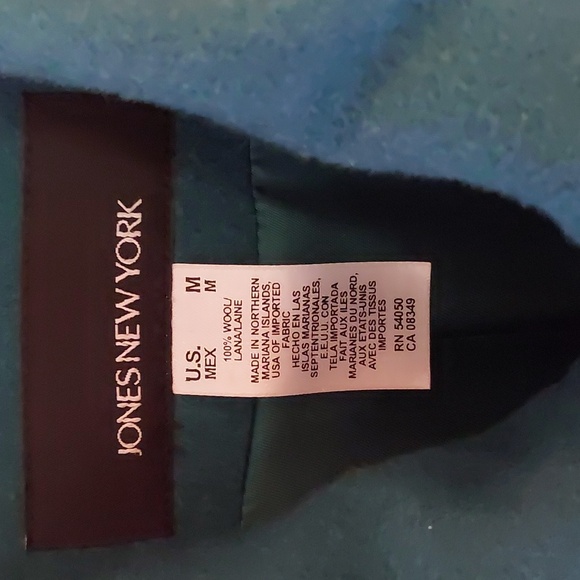 JONES NEW YORK
U.S. M
MEX M
100% WOOL/
LANA/LAINE
MADE IN NORTHERN
MARIANA ISLANDS,
USA OF IMPORTED
FABRIC
HECHO EN LAS
ISLAS MARIANAS
SEPTENTRIONALES,
E.E.U.U. CON
TELA IMPORTADA
FAIT AUX ILES
MARIANES DU NORD,
AUX ETATS-UNIS
AVEC DES TISSUS
IMPORTES
RN 54050
CA 08349